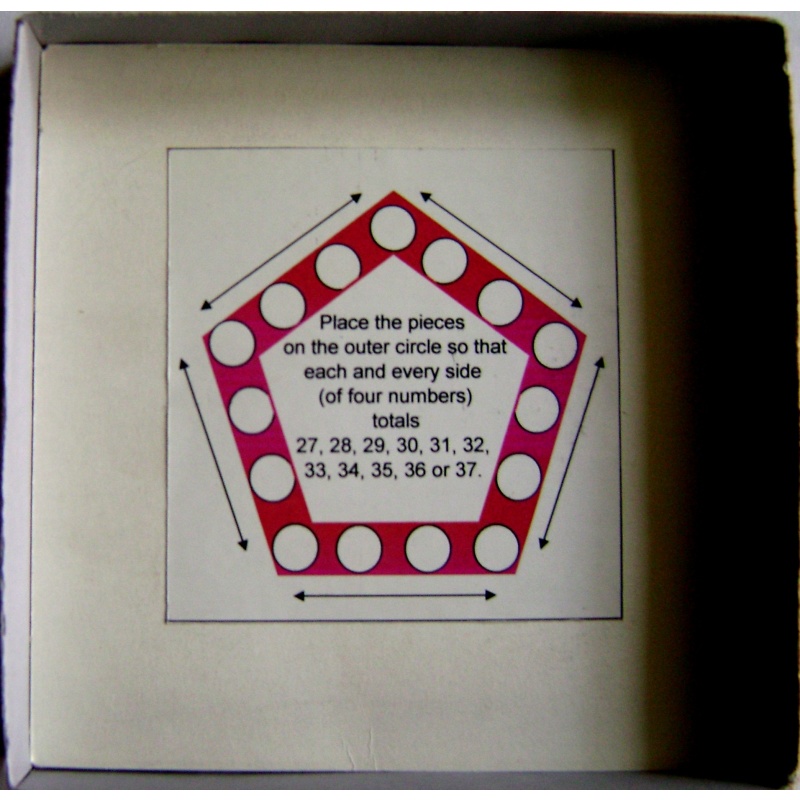 Place the pieces
on the outer circle so that
each and every side
(of four numbers)
totals
27, 28, 29, 30, 31, 32,
33, 34, 35, 36 or 37.